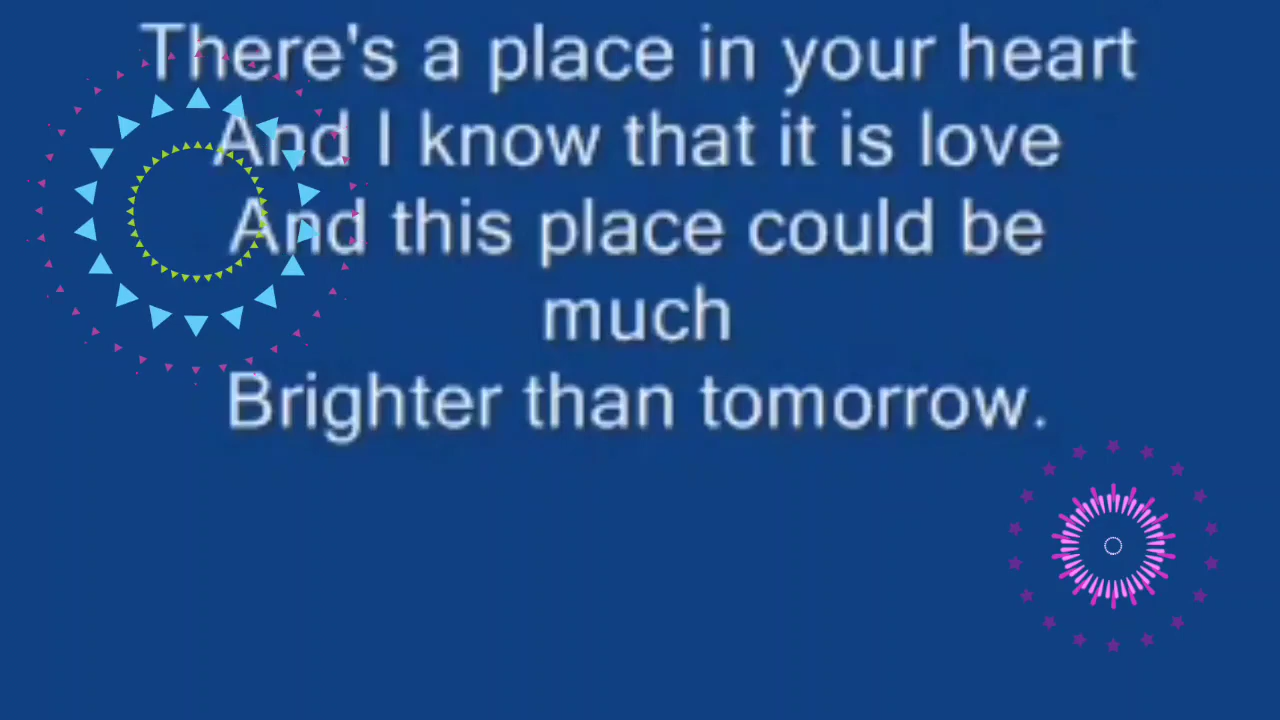 There's a place in your heart
And I know that it is love
And this place could be
much
Brighter than tomorrow.